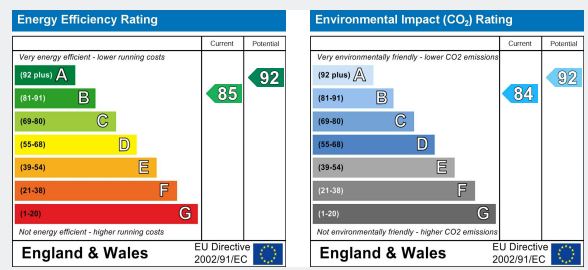 Energy Efficiency Rating
Current Potential
Very energy efficient - lower running costs
(92 plus) A
(81-91) B
(69-80) C
(55-68) D
(39-54) E
(21-38) F
(1-20) G
85
92
Not energy efficient - higher running costs
England & Wales
EU Directive
2002/91/EC
Environmental Impact (CO₂) Rating
Current Potential
Very environmentally friendly - lower CO2 emissions
(92 plus) A
(81-91) B
(69-80) C
(55-68) D
(39-54) E
(21-38) F
(1-20) G
84
92
Not environmentally friendly - higher CO2 emissions
England & Wales
EU Directive
2002/91/EC